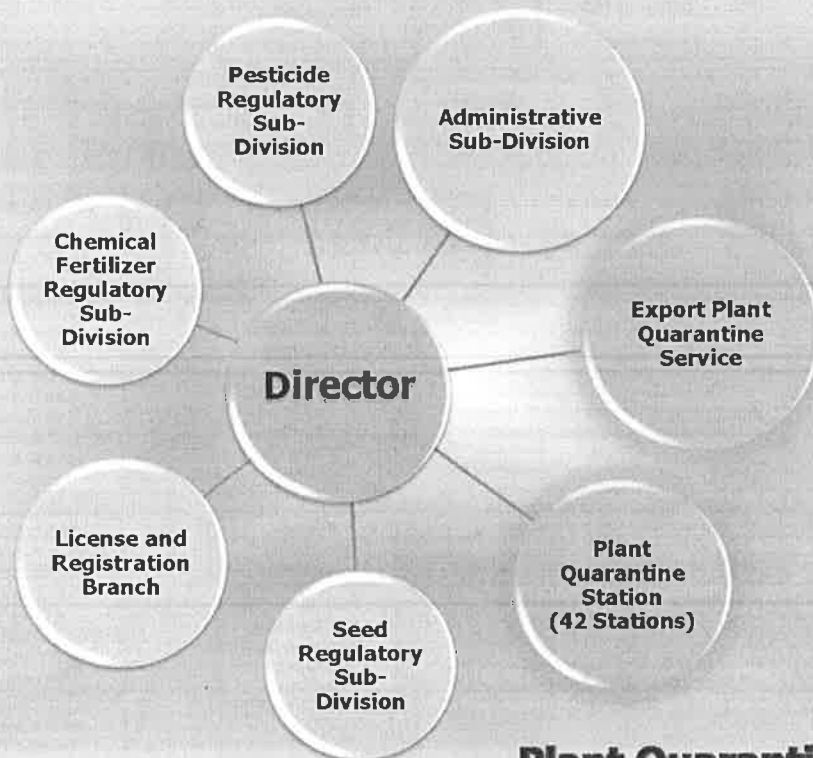 Pesticide
Regulatory
Sub-
Division
Administrative
Sub-Division
Chemical
Fertilizer
Regulatory
Sub-
Division
Export Plant
Quarantine
Service
Director
License and
Registration
Branch
Plant
Quarantine
Station
(42 Stations)
Seed
Regulatory
Sub-
Division
Plant